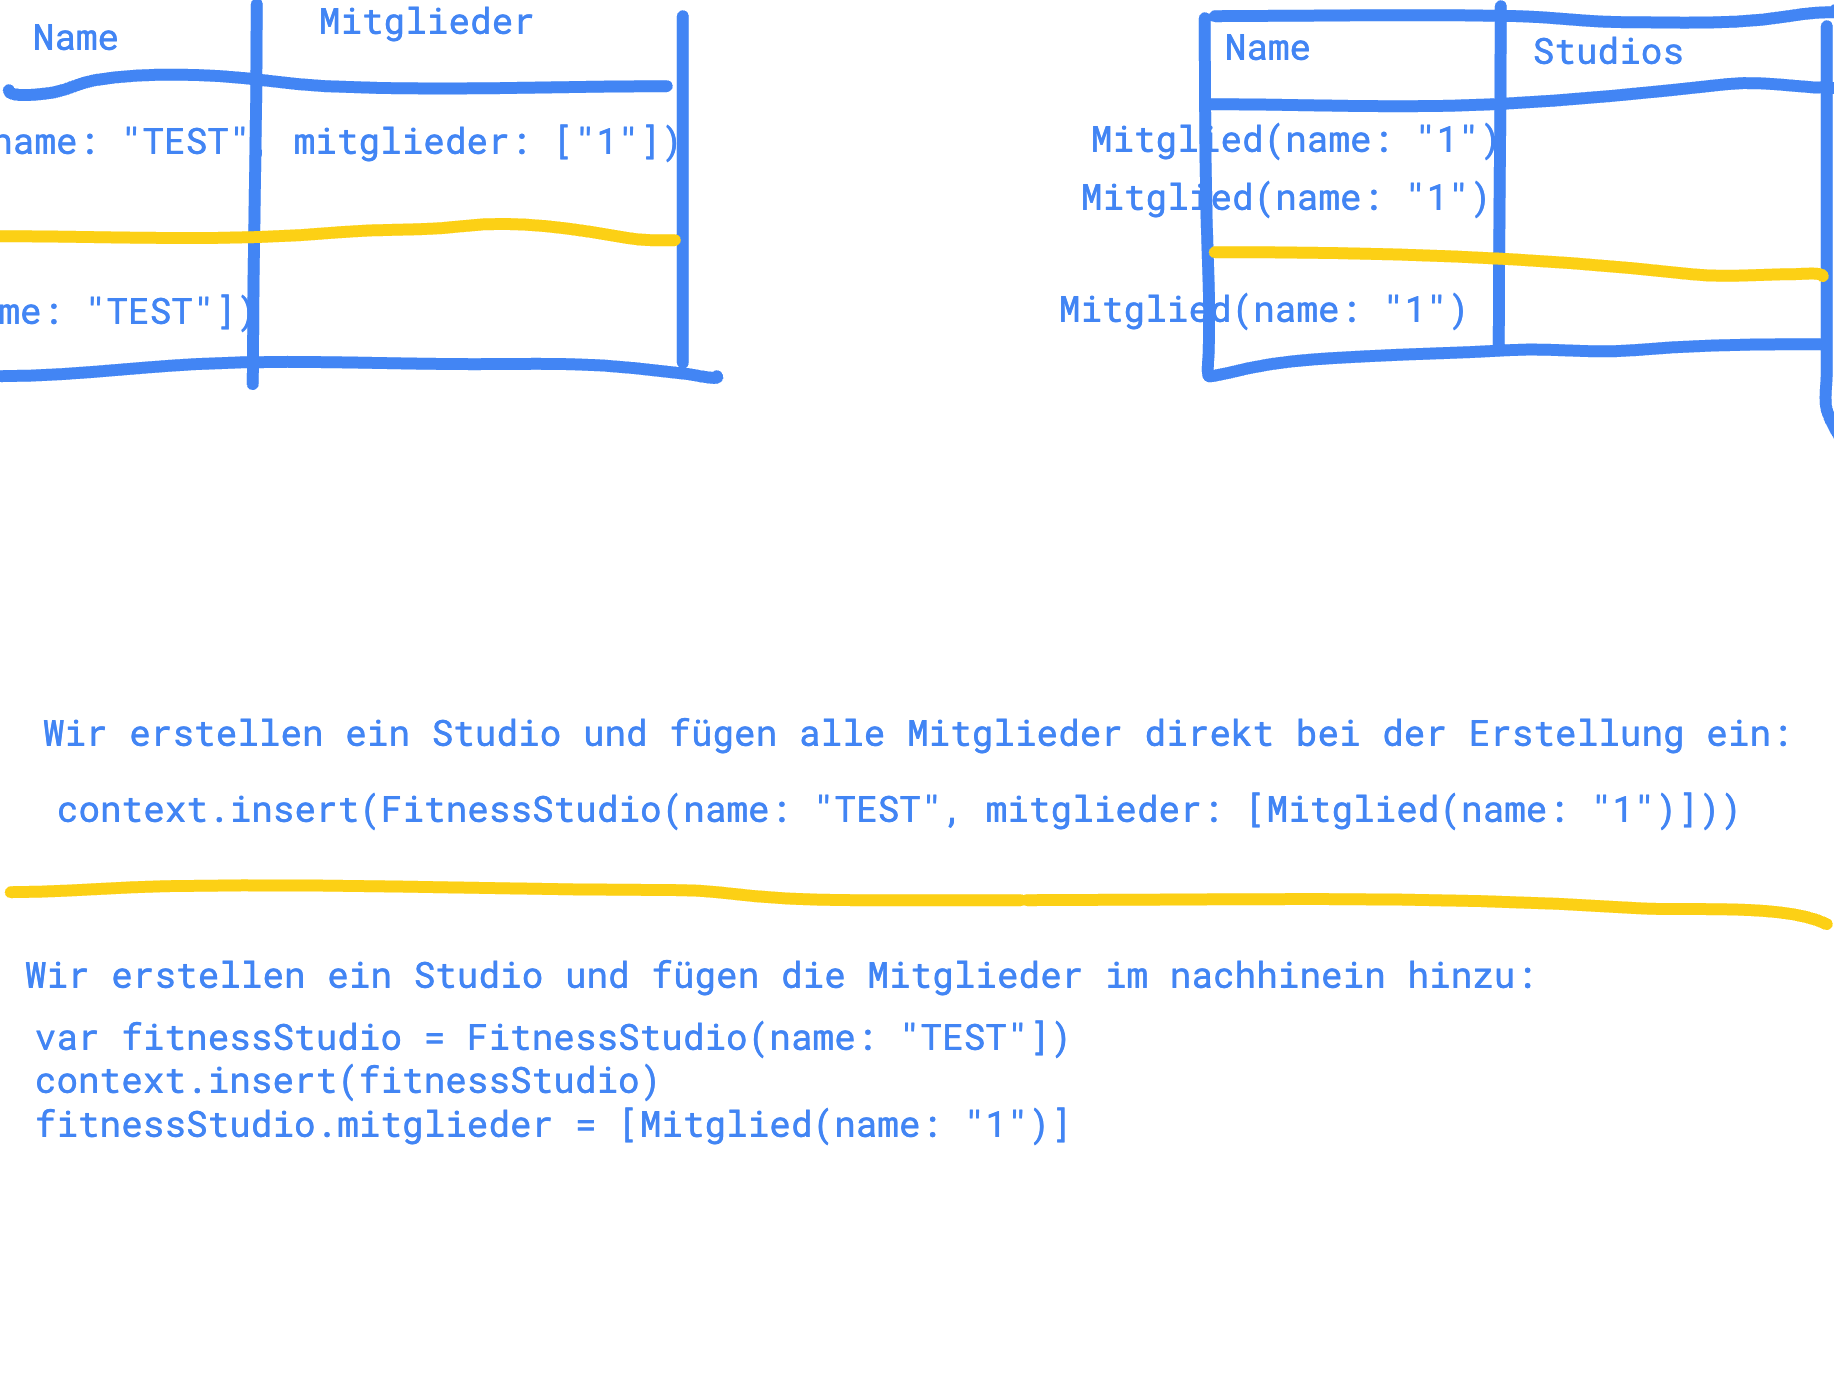 Name Mitglieder
name: "TEST", mitglieder: ["1"])
me: "TEST"])
Name Studios
Mitglied(name: "1")
Mitglied(name: "1")
Mitglied(name: "1")
Wir erstellen ein Studio und fügen alle Mitglieder direkt bei der Erstellung ein:
context.insert(FitnessStudio(name: "TEST", mitglieder: [Mitglied(name: "1")]))
Wir erstellen ein Studio und fügen die Mitglieder im nachhinein hinzu:
var fitnessStudio = FitnessStudio(name: "TEST"])
context.insert(fitnessStudio)
fitnessStudio.mitglieder = [Mitglied(name: "1")]